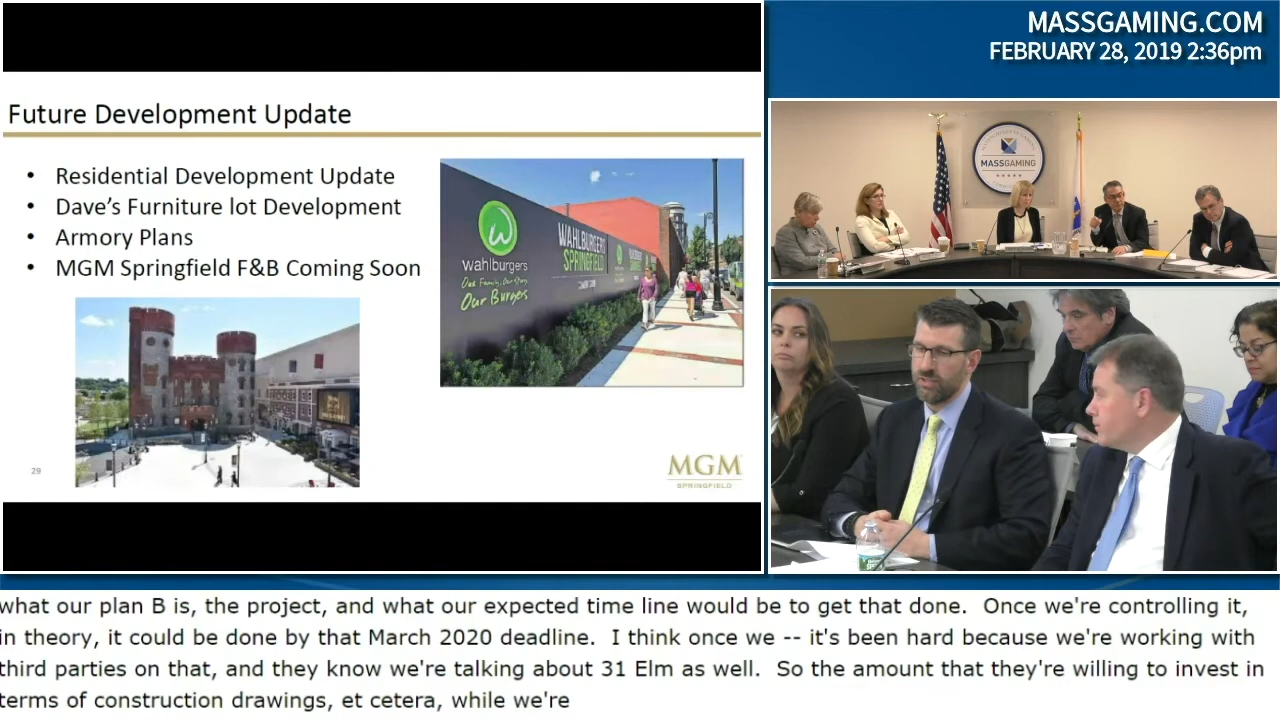 MASSGAMING.COM
FEBRUARY 28, 2019 2:36pm
Future Development Update
• Residential Development Update
• Dave's Furniture lot Development
• Armory Plans
• MGM Springfield F&B Coming Soon
wahlburgers
Our Family, Our Story,
Our Burgers
WAHLBURGERS
SPRINGFIELD
29
MGM
SPRINGFIELD
MASSGAMING
what our plan B is, the project, and what our expected time line would be to get that done. Once we're controlling it,
in theory, it could be done by that March 2020 deadline. I think once we -- it's been hard because we're working with
third parties on that, and they know we're talking about 31 Elm as well. So the amount that they're willing to invest in
terms of construction drawings, et cetera, while we're